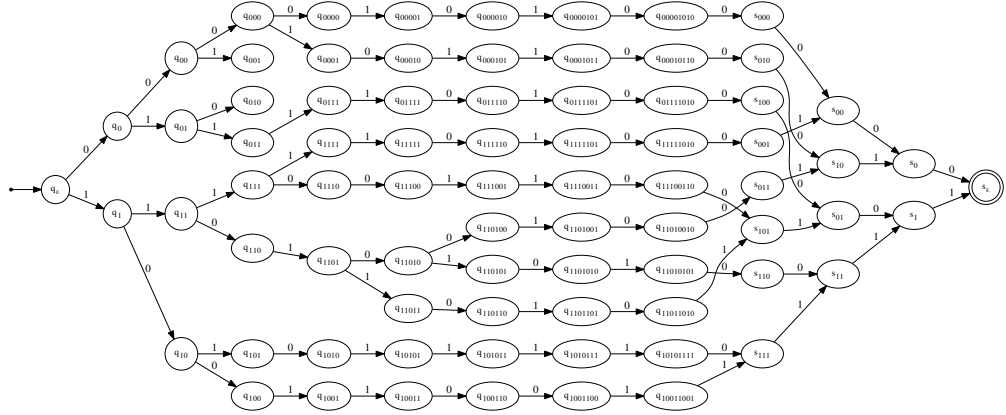 q000 0 q0000 1 q00001 0 q000010 1 q0000101 0 q00001010 0 s000
0 1 0
q00 1 q001 q0001 0 q00010 1 q000101 1 q0001011 0 q00010110 0 s010
0 q010 q0111 1 q01111 0 q011110 1 q0111101 0 q01111010 0 s100 s00
0 1 0 0
q0 1 q01 1 q011 q1111 1 q11111 0 q111110 1 q1111101 0 q11111010 0 s001 1 0
0 1 s10 1 s0
qε q111 0 q1110 0 q11100 1 q111001 1 q1110011 0 q11100110 0 s011 1 0 0 sε
1 q1 1 q11 1 0 s01 0 s1 1
0 q110 1 q1101 0 q11010 0 q110100 1 q1101001 0 q11010010 0 s101 1
0 1 1 q110101 0 q1101010 1 q11010101 0 s110 0 s11 1
q11011 0 q110110 1 q1101101 0 q11011010 1
q10 1 q101 0 q1010 1 q10101 1 q101011 1 q1010111 1 q10101111 0 s111 1
0 q100 1 q1001 1 q10011 0 q100110 0 q1001100 1 q10011001 1